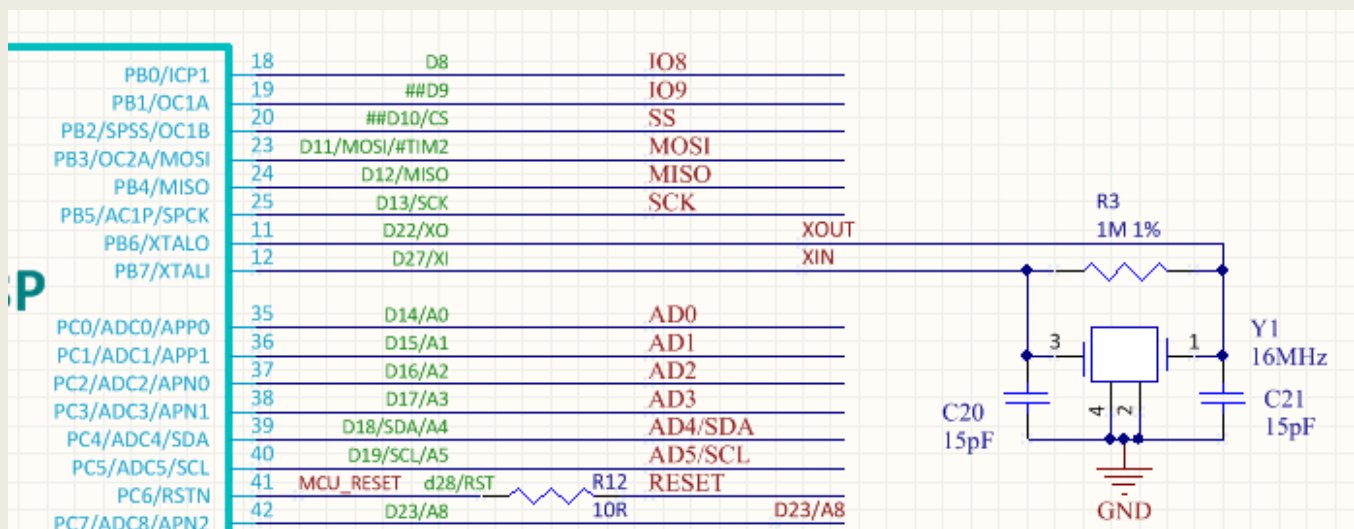 PB0/ICP1 18 D8 IO8
PB1/OC1A 19 ##D9 IO9
PB2/SPSS/OC1B 20 ##D10/CS SS
PB3/OC2A/MOSI 23 D11/MOSI/#TIM2 MOSI
PB4/MISO 24 D12/MISO MISO
PB5/AC1P/SPCK 25 D13/SCK SCK
PB6/XTALO 11 D22/XO XOUT
PB7/XTALI 12 D27/XI XIN
R3
1M 1%
P
PC0/ADC0/APP0 35 D14/A0 AD0
PC1/ADC1/APP1 36 D15/A1 AD1
PC2/ADC2/APN0 37 D16/A2 AD2
PC3/ADC3/APN1 38 D17/A3 AD3
PC4/ADC4/SDA 39 D18/SDA/A4 AD4/SDA
PC5/ADC5/SCL 40 D19/SCL/A5 AD5/SCL
PC6/RSTN 41 MCU_RESET d28/RST R12 RESET
10R
PC7/ADC8/APN2 42 D23/A8 D23/A8
3 1
Y1
16MHz
4 2
C20
15pF
C21
15pF
GND